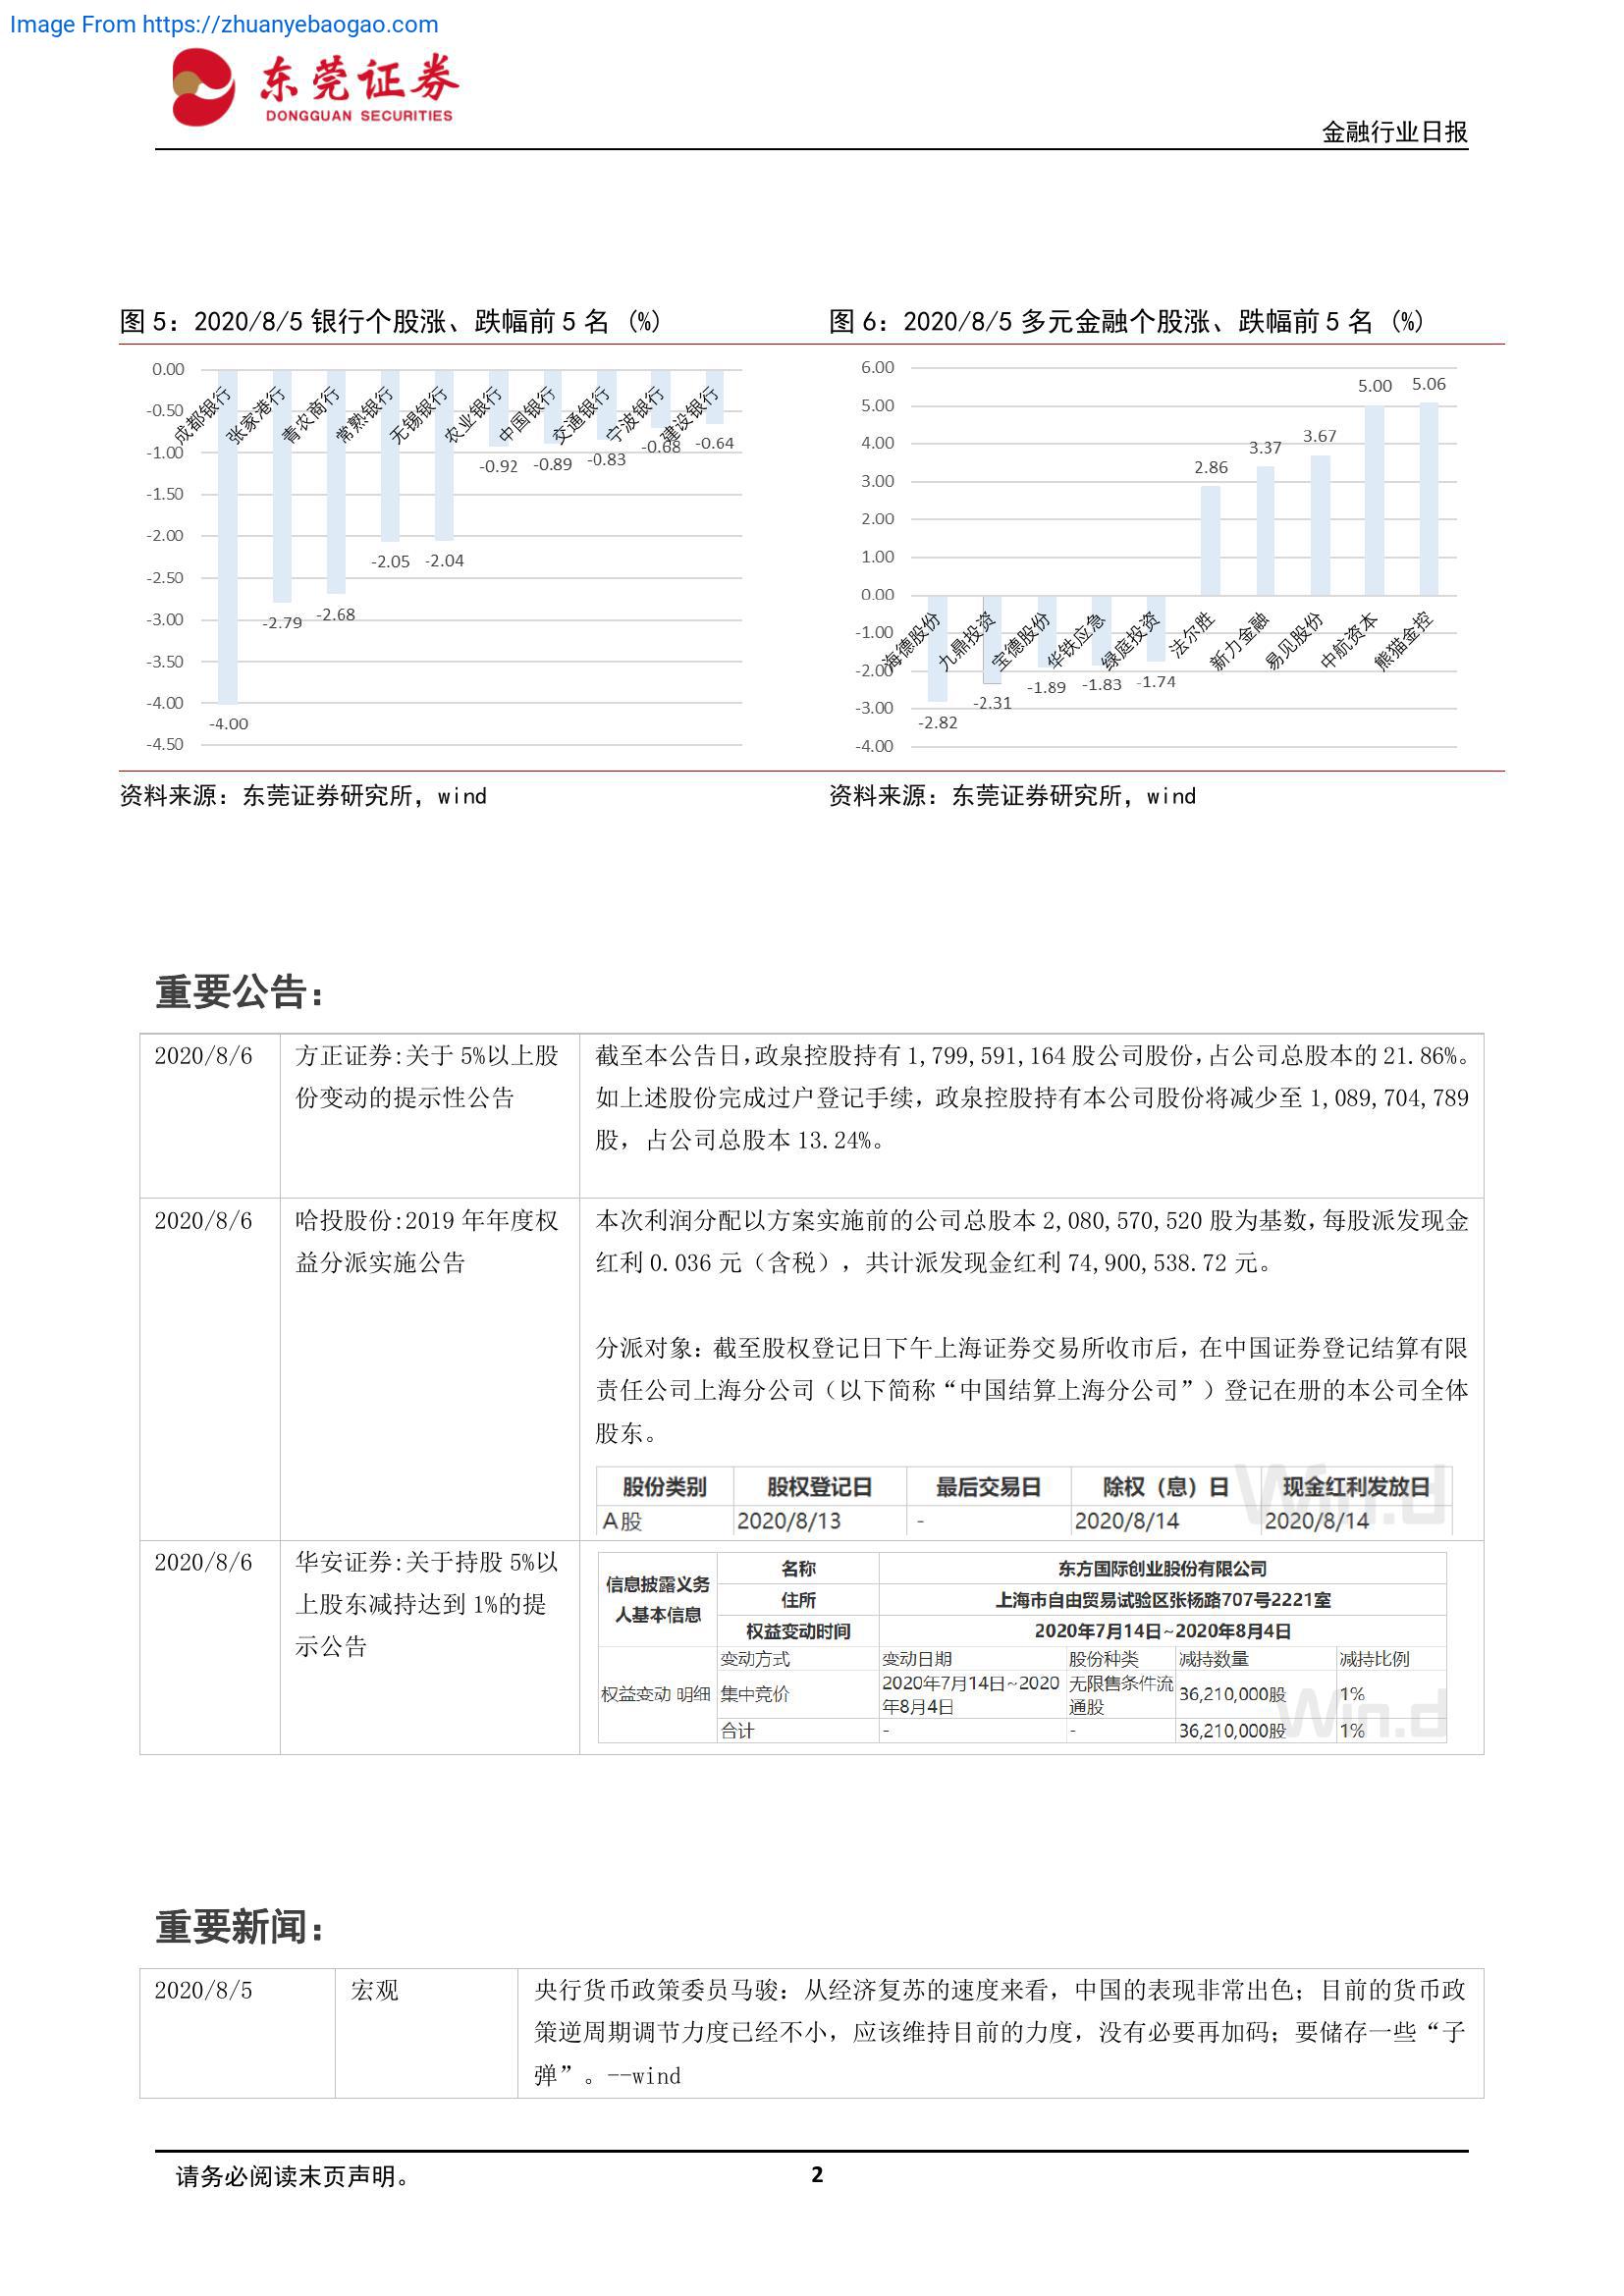 Image From https://zhuanyebaogao.com
东莞证券
DONGGUAN SECURITIES
金融行业日报
图 5：2020/8/5 银行个股涨、跌幅前 5 名 (%)
0.00
-0.50
-1.00
-1.50
-2.00
-2.50
-3.00
-3.50
-4.00
-4.50
成都银行
张家港行
青农商行
常熟银行
无锡银行
农业银行
中国银行
交通银行
宁波银行
建设银行
-4.00
-2.79
-2.68
-2.05
-2.04
-0.92
-0.89
-0.83
-0.68
-0.64
资料来源：东莞证券研究所，wind
图 6：2020/8/5 多元金融个股涨、跌幅前 5 名 (%)
6.00
5.00
4.00
3.00
2.00
1.00
0.00
-1.00
-2.00
-3.00
-4.00
海德股份
九鼎投资
宝德股份
华铁应急
绿庭投资
法尔胜
新力金融
易见股份
中航资本
熊猫金控
-2.82
-2.31
-1.89
-1.83
-1.74
2.86
3.37
3.67
5.00
5.06
资料来源：东莞证券研究所，wind
重要公告：
2020/8/6
方正证券:关于 5%以上股
份变动的提示性公告
截至本公告日，政泉控股持有 1,799,591,164 股公司股份，占公司总股本的 21.86%。
如上述股份完成过户登记手续，政泉控股持有本公司股份将减少至 1,089,704,789
股，占公司总股本 13.24%。
2020/8/6
哈投股份:2019 年年度权
益分派实施公告
本次利润分配以方案实施前的公司总股本 2,080,570,520 股为基数，每股派发现金
红利 0.036 元（含税），共计派发现金红利 74,900,538.72 元。
分派对象：截至股权登记日下午上海证券交易所收市后，在中国证券登记结算有限
责任公司上海分公司（以下简称“中国结算上海分公司”）登记在册的本公司全体
股东。
股份类别 股权登记日 最后交易日 除权（息）日 现金红利发放日
A股 2020/8/13 - 2020/8/14 2020/8/14
Win.d
2020/8/6
华安证券:关于持股 5%以
上股东减持达到 1%的提
示公告
信息披露义务
人基本信息
名称 东方国际创业股份有限公司
住所 上海市自由贸易试验区张杨路707号2221室
权益变动时间 2020年7月14日~2020年8月4日
权益变动 明细
变动方式 变动日期 股份种类 减持数量 减持比例
集中竞价
2020年7月14日~2020
年8月4日
无限售条件流
通股
36,210,000股 1%
合计 - - 36,210,000股 1%
Win.d
重要新闻：
2020/8/5
宏观
央行货币政策委员马骏：从经济复苏的速度来看，中国的表现非常出色；目前的货币政
策逆周期调节力度已经不小，应该维持目前的力度，没有必要再加码；要储存一些“子
弹”。--wind
请务必阅读末页声明。
2